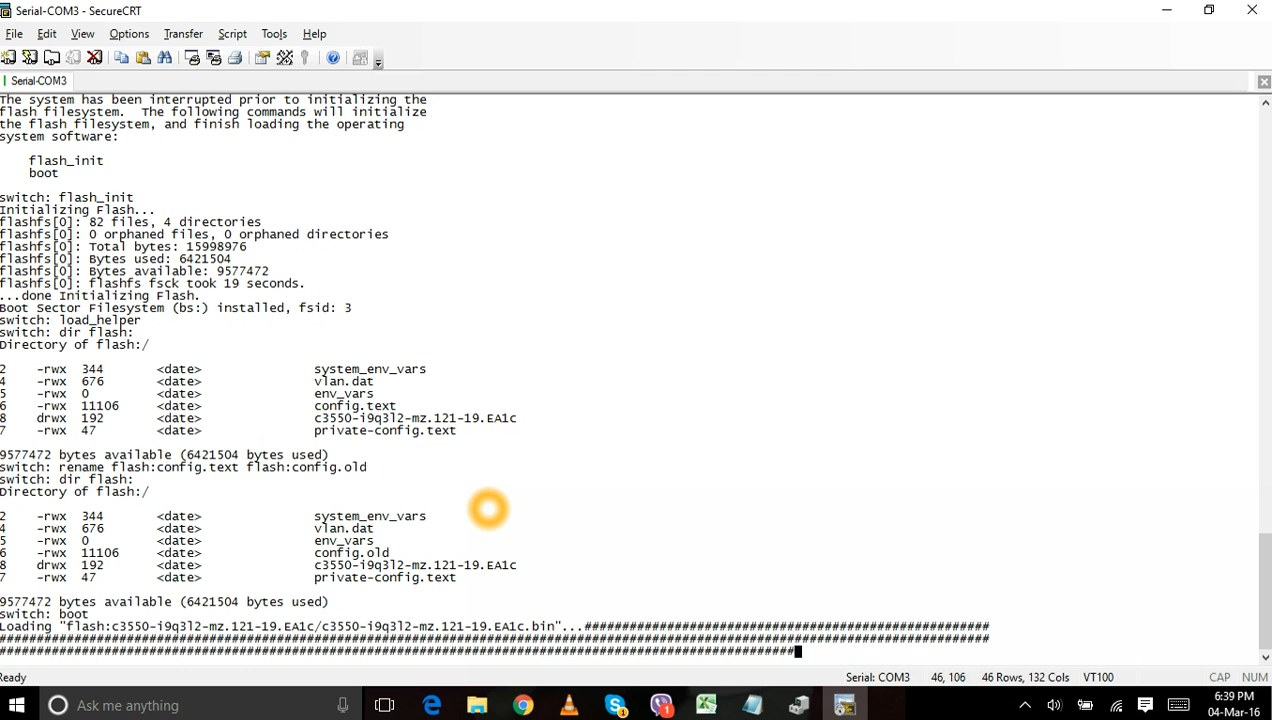 Serial-COM3 - SecureCRT
File Edit View Options Transfer Script Tools Help
Serial-COM3
The system has been interrupted prior to initializing the
flash filesystem. The following commands will initialize
the flash filesystem, and finish loading the operating
system software:
flash_init
boot
switch: flash_init
Initializing Flash...
flashfs[0]: 82 files, 4 directories
flashfs[0]: 0 orphaned files, 0 orphaned directories
flashfs[0]: Total bytes: 15998976
flashfs[0]: Bytes used: 6421504
flashfs[0]: Bytes available: 9577472
flashfs[0]: flashfs fsck took 19 seconds.
...done Initializing Flash.
Boot Sector Filesystem (bs:) installed, fsid: 3
switch: load_helper
switch: dir flash:
Directory of flash:/
2 -rwx 344 <date> system_env_vars
4 -rwx 676 <date> vlan.dat
5 -rwx 0 <date> env_vars
6 -rwx 11106 <date> config.text
8 drwx 192 <date> c3550-i9q3l2-mz.121-19.EA1c
7 -rwx 47 <date> private-config.text
9577472 bytes available (6421504 bytes used)
switch: rename flash:config.text flash:config.old
switch: dir flash:
Directory of flash:/
2 -rwx 344 <date> system_env_vars
4 -rwx 676 <date> vlan.dat
5 -rwx 0 <date> env_vars
6 -rwx 11106 <date> config.old
8 drwx 192 <date> c3550-i9q3l2-mz.121-19.EA1c
7 -rwx 47 <date> private-config.text
9577472 bytes available (6421504 bytes used)
switch: boot
Loading "flash:c3550-i9q3l2-mz.121-19.EA1c/c3550-i9q3l2-mz.121-19.EA1c.bin"...######################################################
####################################################################################################################################
##########################################################################################################
Ready Serial: COM3 46, 106 46 Rows, 132 Cols VT100 CAP NUM
Ask me anything
1
6:39 PM
04-Mar-16